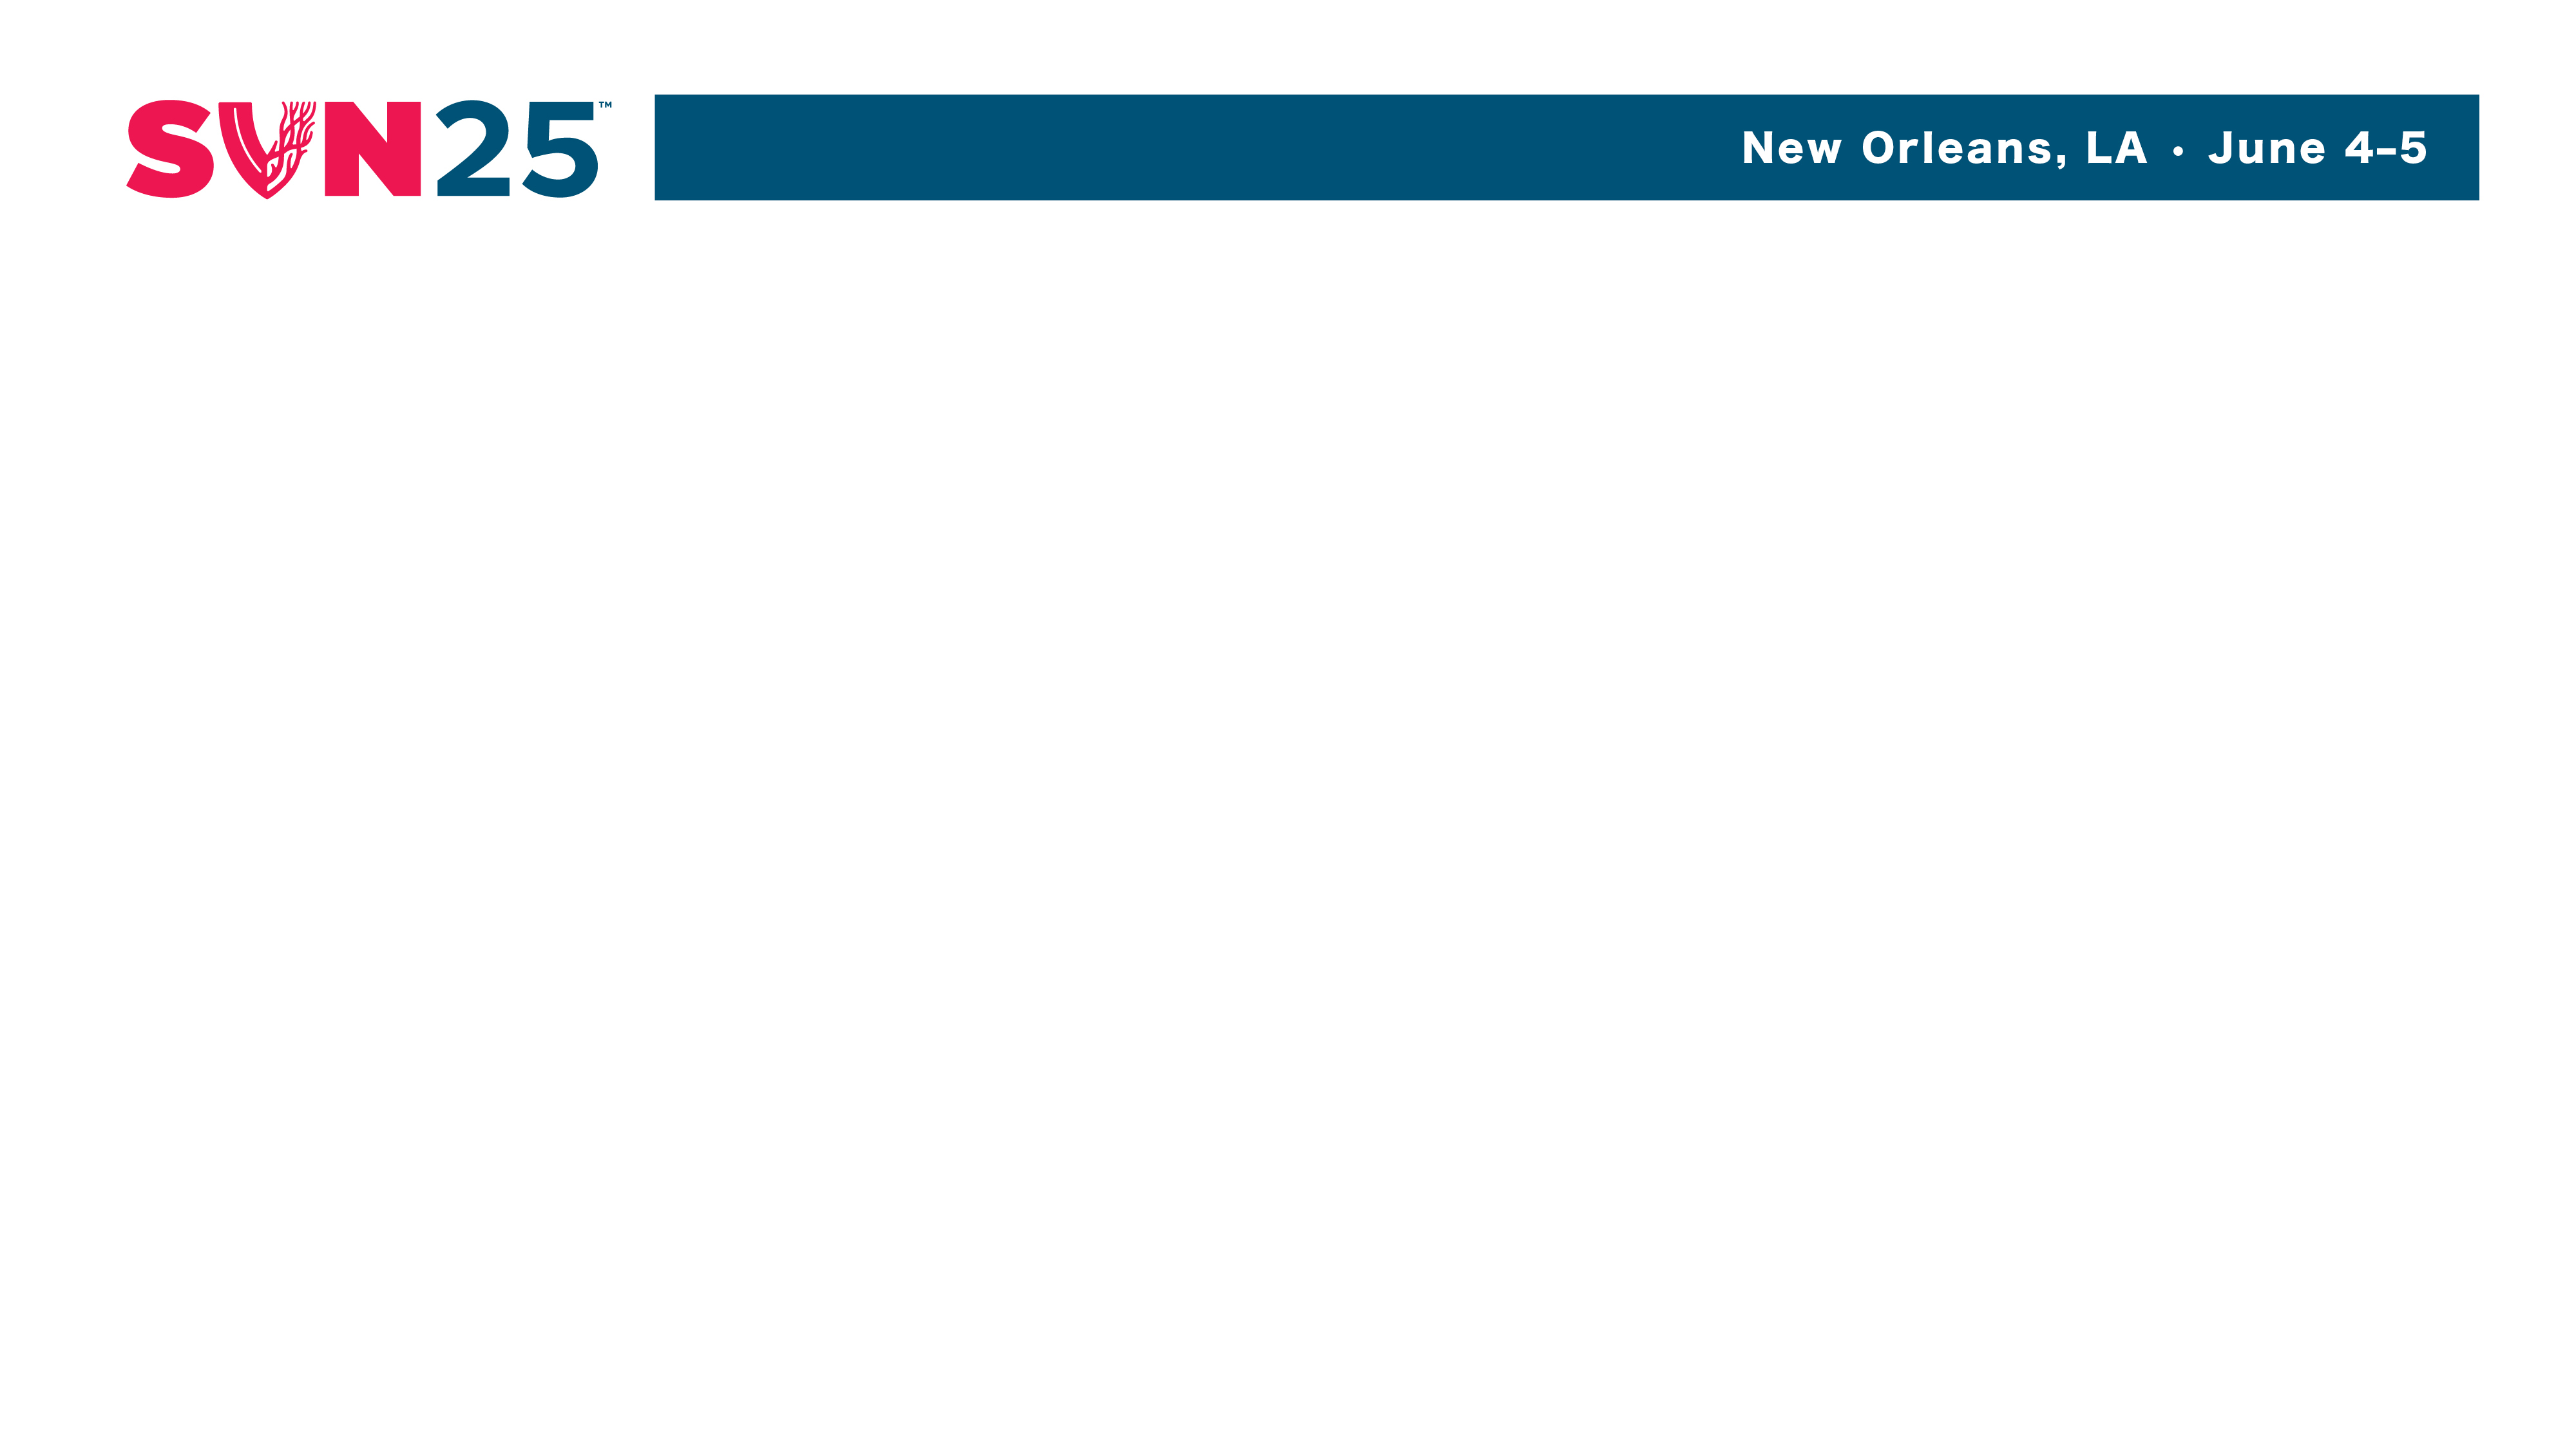 SVN25™
New Orleans, LA • June 4–5